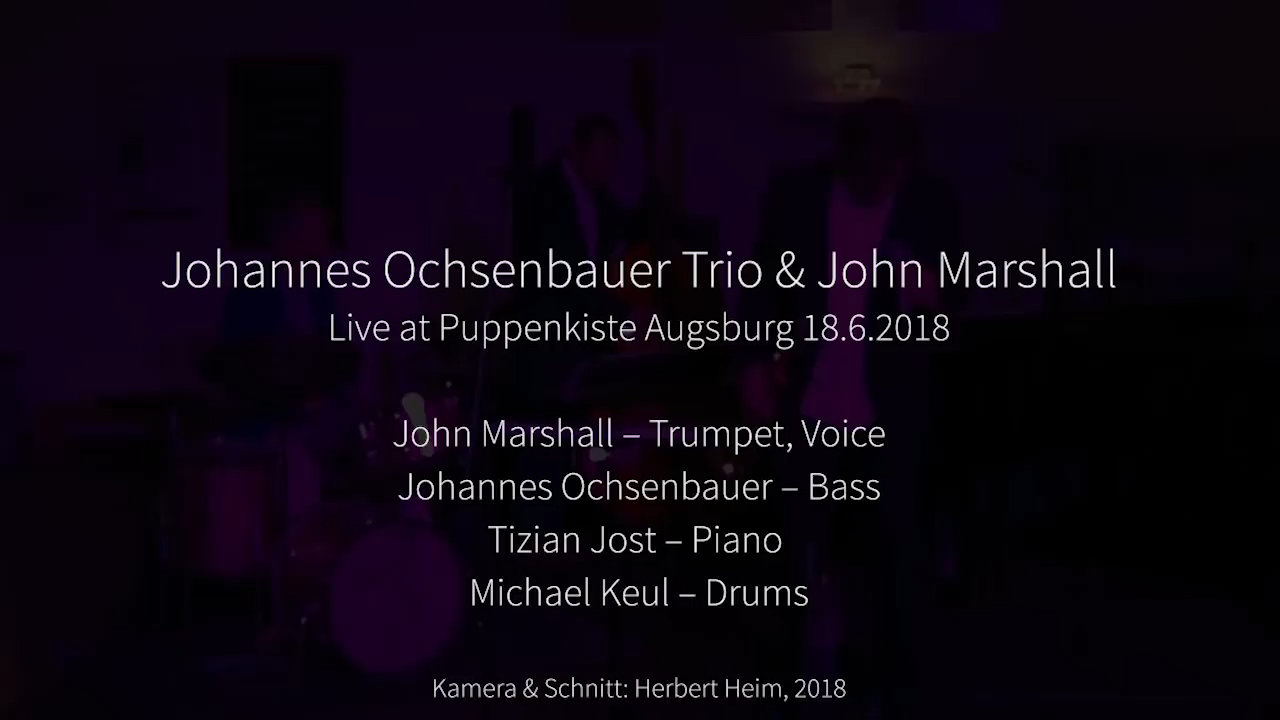 Johannes Ochsenbauer Trio & John Marshall
Live at Puppenkiste Augsburg 18.6.2018
John Marshall – Trumpet, Voice
Johannes Ochsenbauer – Bass
Tizian Jost – Piano
Michael Keul – Drums
Kamera & Schnitt: Herbert Heim, 2018